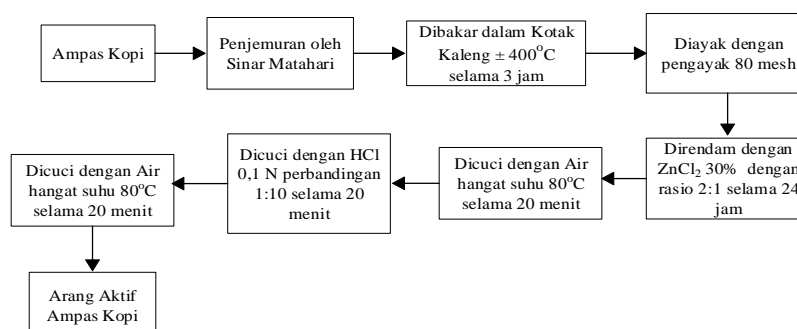 Ampas Kopi
Penjemuran oleh
Sinar Matahari
Dibakar dalam Kotak
Kaleng ± 400°C
selama 3 jam
Diayak dengan
pengayak 80 mesh
Direndam dengan
ZnCl₂ 30% dengan
rasio 2:1 selama 24
jam
Dicuci dengan Air
hangat suhu 80°C
selama 20 menit
Dicuci dengan HCl
0,1 N perbandingan
1:10 selama 20
menit
Dicuci dengan Air
hangat suhu 80°C
selama 20 menit
Arang Aktif
Ampas Kopi